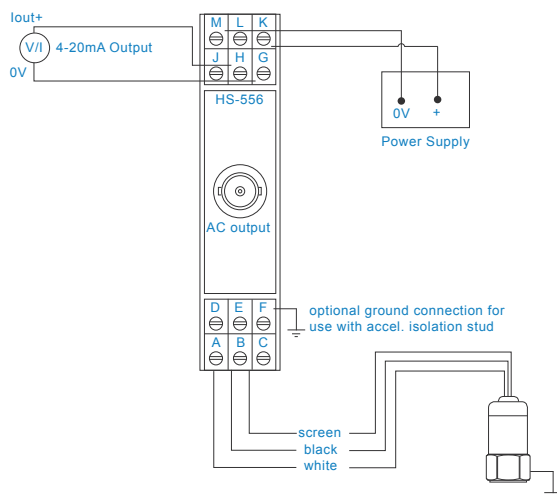 Iout+
M L K
V/I 4-20mA Output
J H G
0V
HS-556
0V +
Power Supply
AC output
D E F
optional ground connection for
use with accel. isolation stud
A B C
screen
black
white